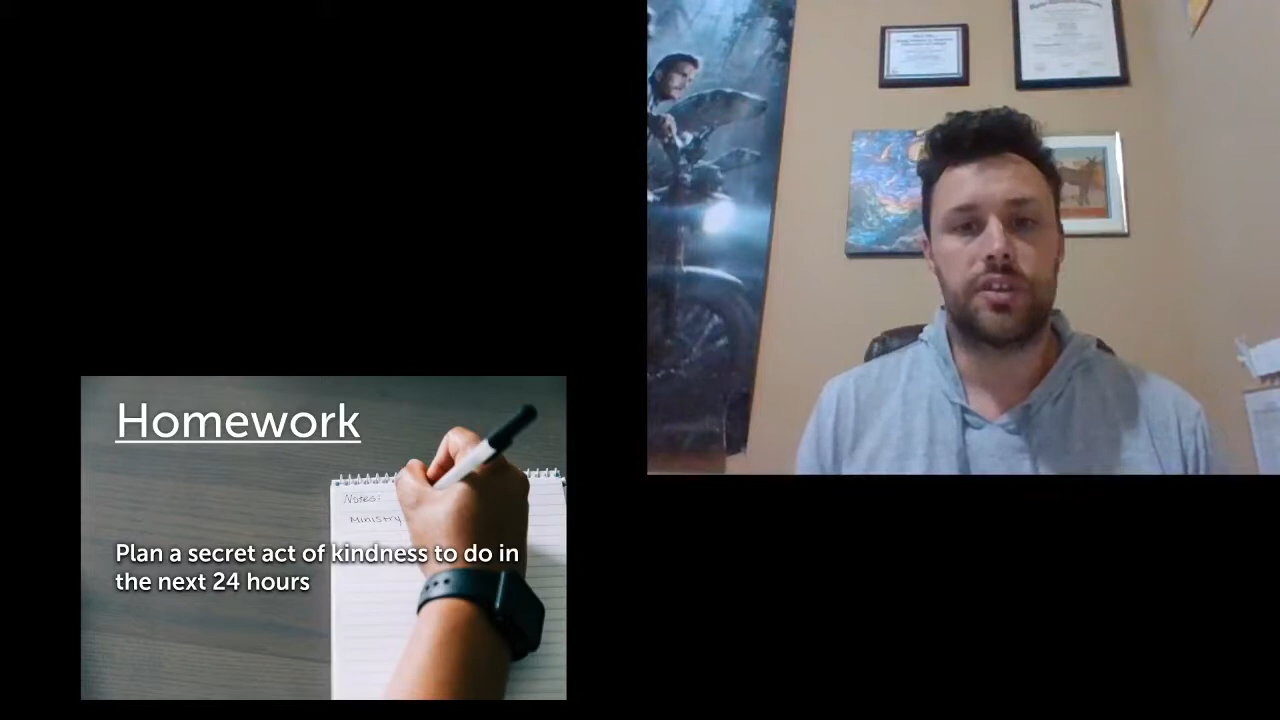 Homework
Notes:
Ministry
Plan a secret act of kindness to do in
the next 24 hours